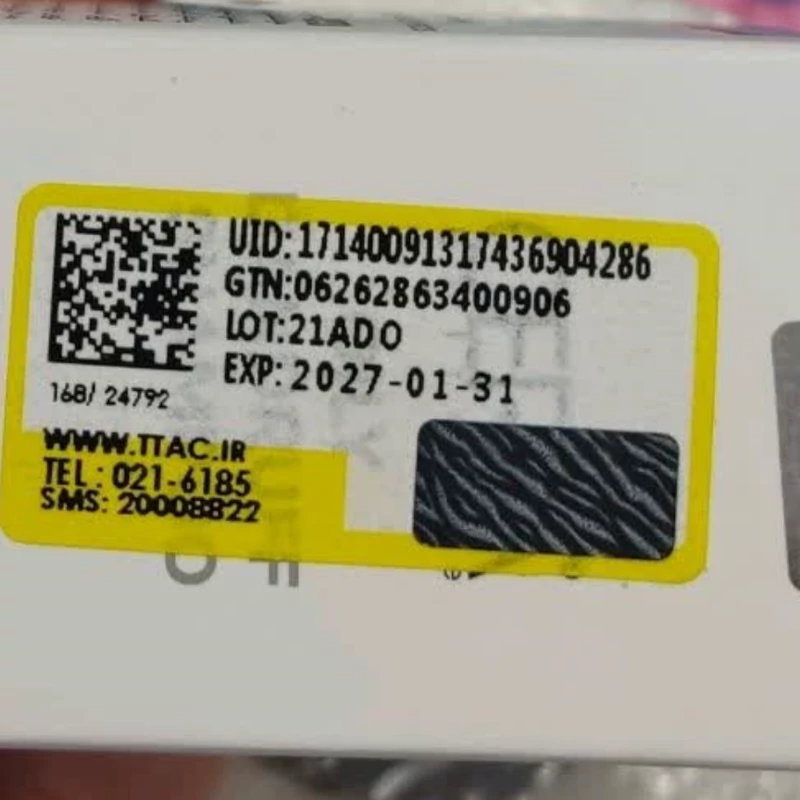 UID:17140091317436904286
GTN:06262863400906
LOT:21ADO
EXP:2027-01-31
168/ 24792
WWW.TTAC.IR
TEL: 021-6185
SMS: 20008822